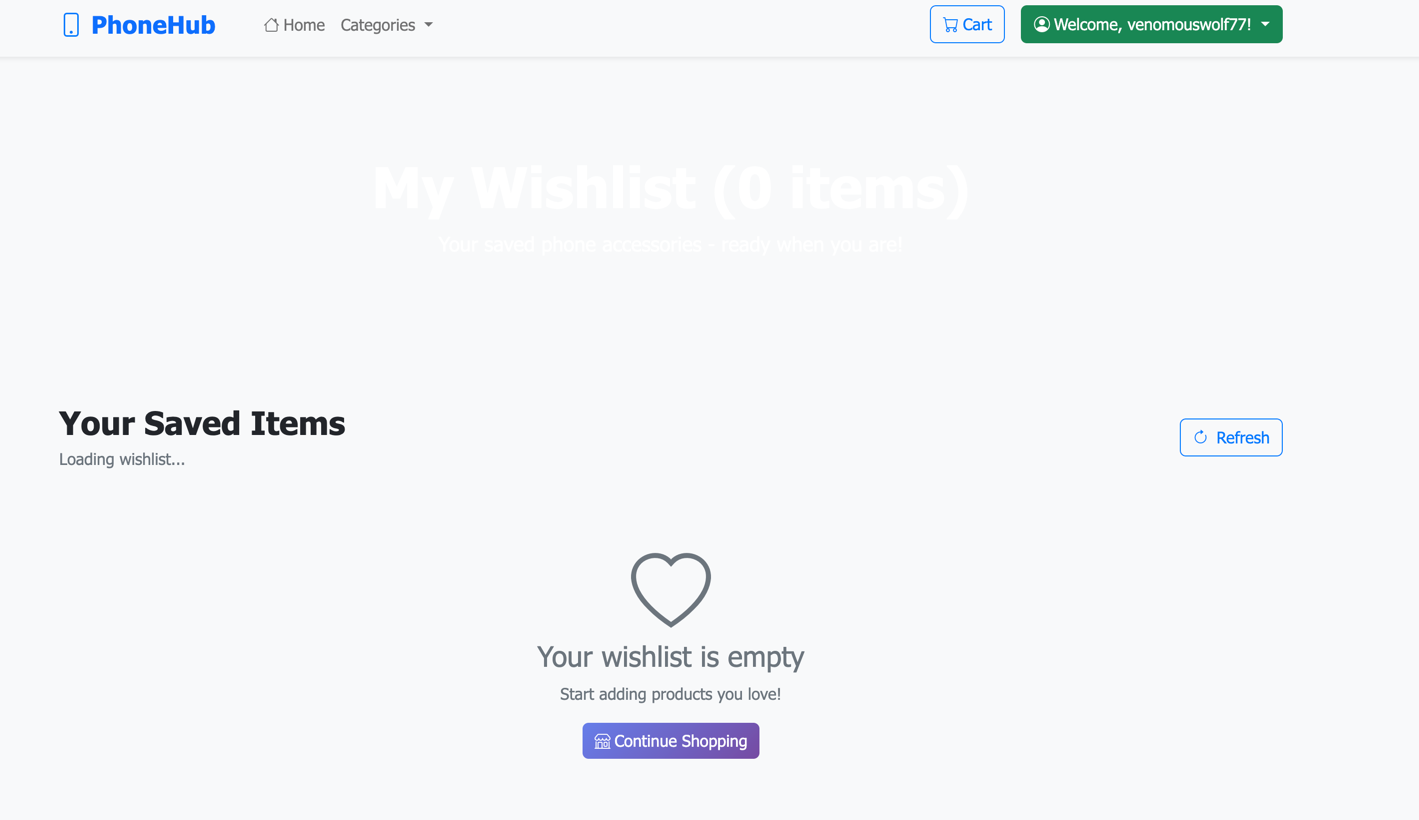 PhoneHub
Home
Categories
Cart
Welcome, venomouswolf77!
My Wishlist (0 items)
Your saved phone accessories - ready when you are!
Your Saved Items
Refresh
Loading wishlist...
Your wishlist is empty
Start adding products you love!
Continue Shopping